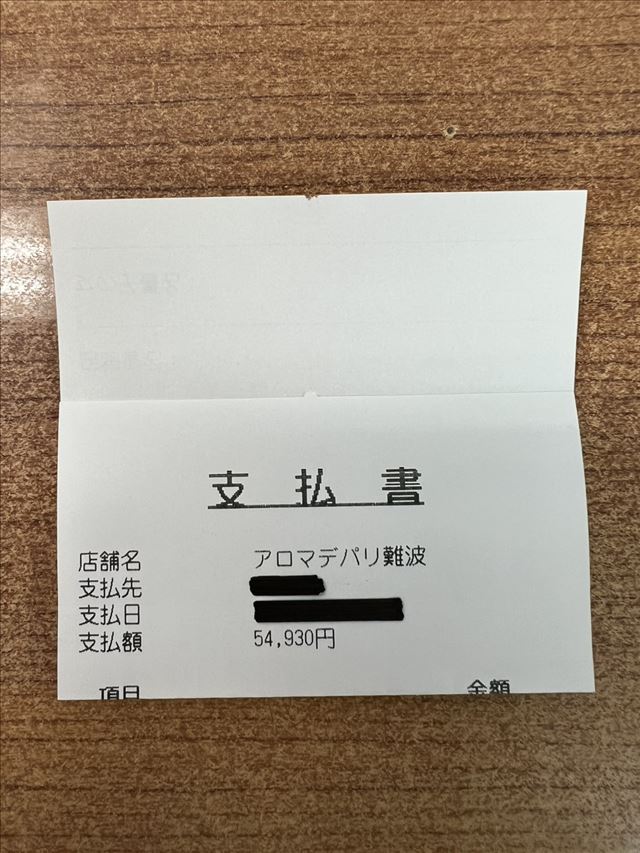 支払書
店舗名 アロマデパリ難波
支払先
支払日
支払額 54,930円
項目 金額